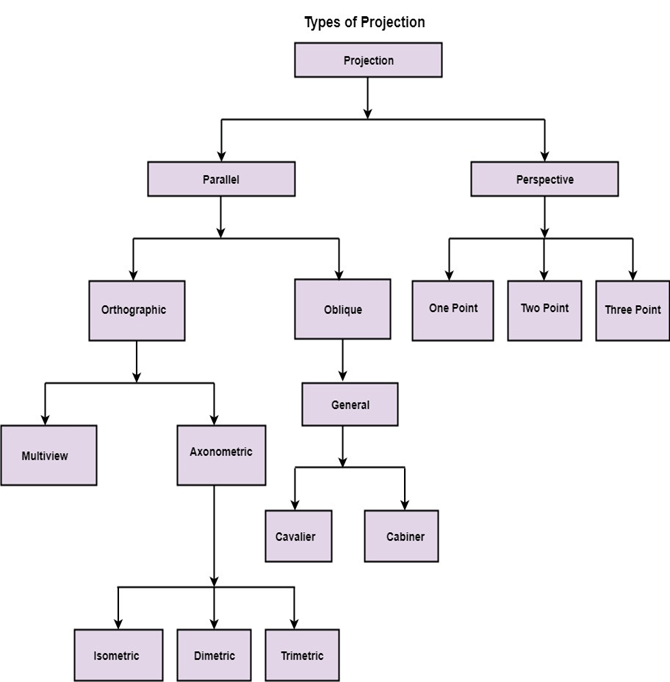 Types of Projection
Projection
Parallel
Perspective
Orthographic
Oblique
One Point
Two Point
Three Point
General
Multiview
Axonometric
Cavalier
Cabiner
Isometric
Dimetric
Trimetric